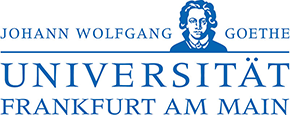 JOHANN WOLFGANG GOETHE
UNIVERSITÄT
FRANKFURT AM MAIN